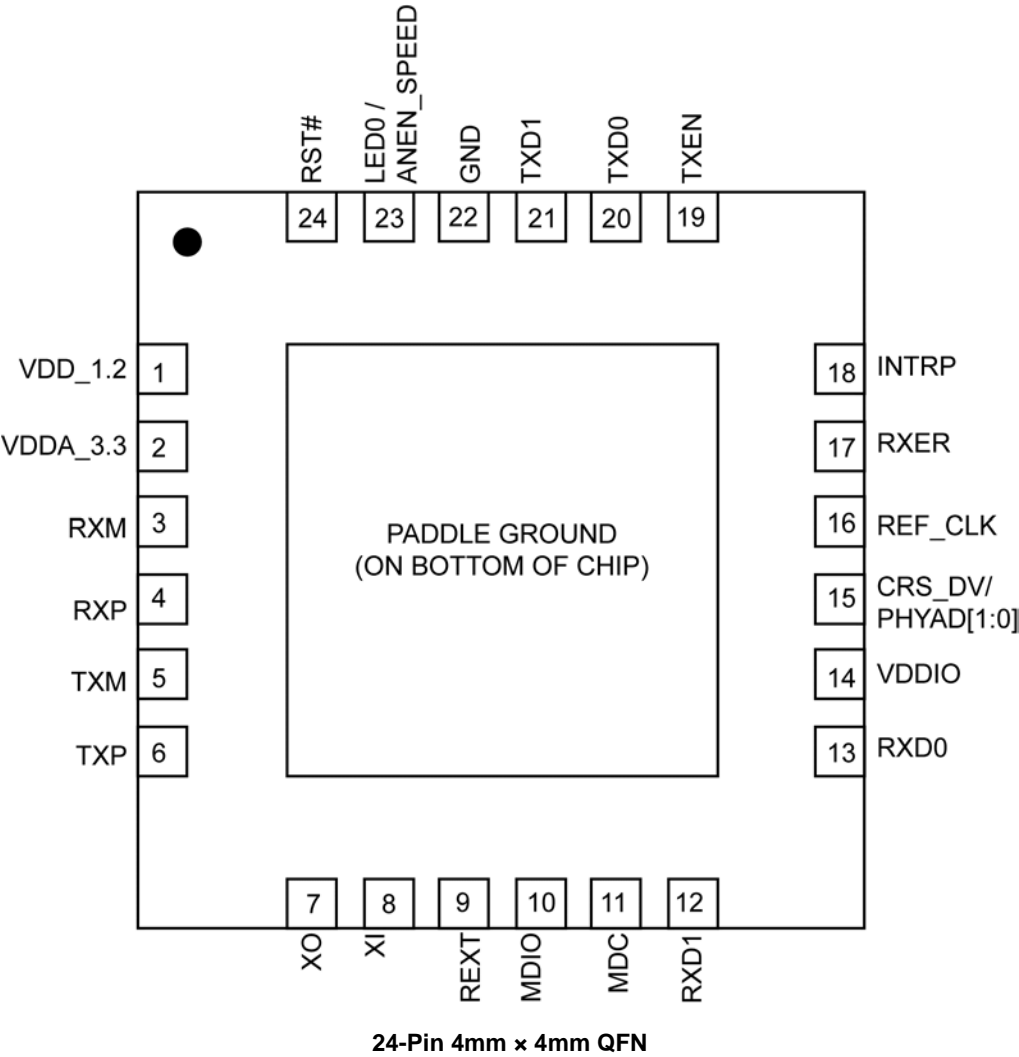 RST#
LED0 /
ANEN_SPEED
GND
TXD1
TXD0
TXEN
24
23
22
21
20
19
VDD_1.2
1
18
INTRP
VDDA_3.3
2
17
RXER
RXM
3
16
REF_CLK
PADDLE GROUND
(ON BOTTOM OF CHIP)
RXP
4
15
CRS_DV/
PHYAD[1:0]
TXM
5
14
VDDIO
TXP
6
13
RXD0
7
8
9
10
11
12
XO
XI
REXT
MDIO
MDC
RXD1
24-Pin 4mm × 4mm QFN